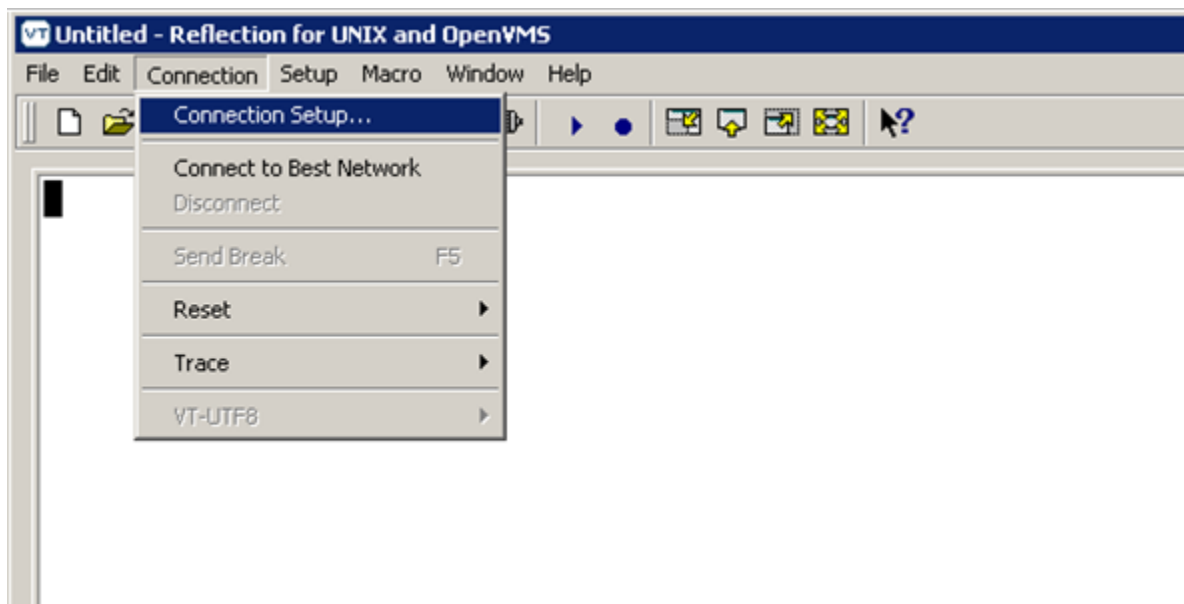 VT Untitled - Reflection for UNIX and OpenVMS
File Edit Connection Setup Macro Window Help
?
Connection Setup...
Connect to Best Network
Disconnect
Send Break F5
Reset
Trace
VT-UTF8